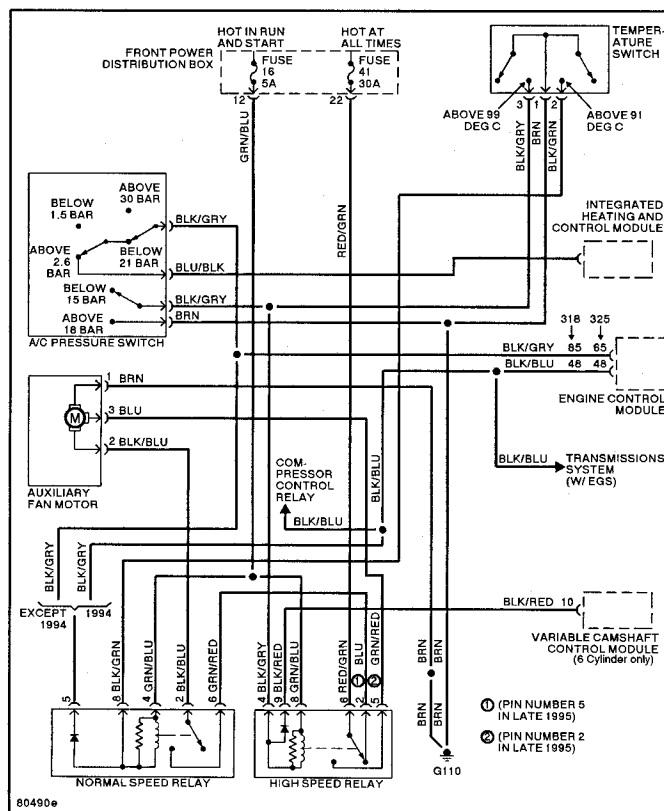 HOT IN RUN
AND START
HOT AT
ALL TIMES
TEMPER-
ATURE
SWITCH
FRONT POWER
DISTRIBUTION BOX
FUSE
16
5A
FUSE
41
30A
12
22
ABOVE 99
DEG C
3
1
2
ABOVE 91
DEG C
GRN/BLU
RED/GRN
BLK/GRY
BRN
BLK/GRN
ABOVE
30 BAR
BELOW
1.5 BAR
ABOVE
2.6
BAR
BELOW
21 BAR
BELOW
15 BAR
ABOVE
18 BAR
A/C PRESSURE SWITCH
BLK/GRY
BLU/BLK
BLK/GRY
BRN
INTEGRATED
HEATING AND
CONTROL MODULE
318 325
BLK/GRY 85 65
BLK/BLU 48 48
ENGINE CONTROL
MODULE
1 BRN
3 BLU
2 BLK/BLU
M
AUXILIARY
FAN MOTOR
COM-
PRESSOR
CONTROL
RELAY
BLK/BLU
BLK/BLU
BLK/BLU
TRANSMISSIONS
SYSTEM
(W/ EGS)
BLK/GRY
BLK/GRY
EXCEPT
1994
1994
BLK/RED 10
VARIABLE CAMSHAFT
CONTROL MODULE
(6 Cylinder only)
5
8 BLK/GRN
4 GRN/BLU
2 BLK/BLU
6 GRN/RED
4 BLK/GRY
9 BLK/RED
8 GRN/BLU
6 RED/GRN
2 1 BLU
5 2 GRN/RED
BRN
BRN
BRN
BRN
1 (PIN NUMBER 5
IN LATE 1995)
2 (PIN NUMBER 2
IN LATE 1995)
G110
NORMAL SPEED RELAY
HIGH SPEED RELAY
80490e